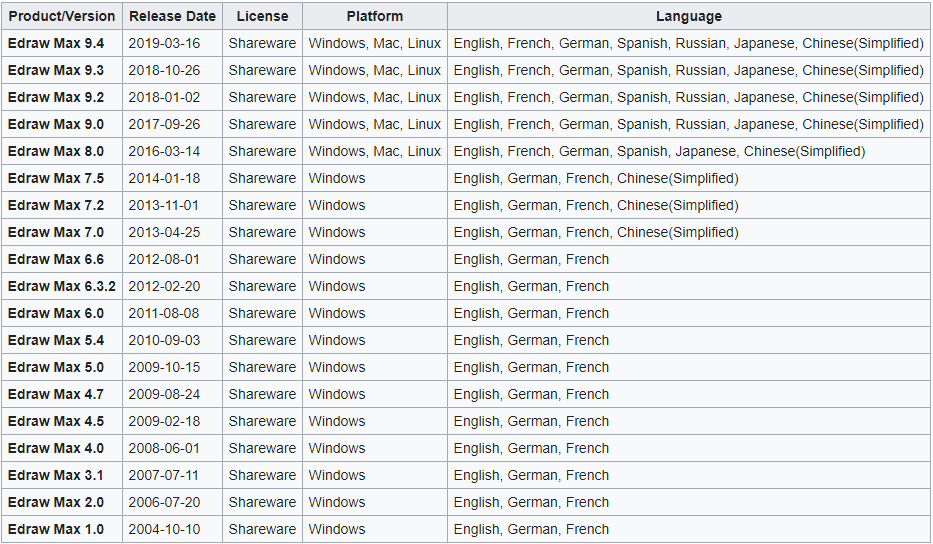 Product/Version Release Date License Platform Language
Edraw Max 9.4 2019-03-16 Shareware Windows, Mac, Linux English, French, German, Spanish, Russian, Japanese, Chinese(Simplified)
Edraw Max 9.3 2018-10-26 Shareware Windows, Mac, Linux English, French, German, Spanish, Russian, Japanese, Chinese(Simplified)
Edraw Max 9.2 2018-01-02 Shareware Windows, Mac, Linux English, French, German, Spanish, Russian, Japanese, Chinese(Simplified)
Edraw Max 9.0 2017-09-26 Shareware Windows, Mac, Linux English, French, German, Spanish, Russian, Japanese, Chinese(Simplified)
Edraw Max 8.0 2016-03-14 Shareware Windows, Mac, Linux English, French, German, Spanish, Japanese, Chinese(Simplified)
Edraw Max 7.5 2014-01-18 Shareware Windows English, German, French, Chinese(Simplified)
Edraw Max 7.2 2013-11-01 Shareware Windows English, German, French, Chinese(Simplified)
Edraw Max 7.0 2013-04-25 Shareware Windows English, German, French, Chinese(Simplified)
Edraw Max 6.6 2012-08-01 Shareware Windows English, German, French
Edraw Max 6.3.2 2012-02-20 Shareware Windows English, German, French
Edraw Max 6.0 2011-08-08 Shareware Windows English, German, French
Edraw Max 5.4 2010-09-03 Shareware Windows English, German, French
Edraw Max 5.0 2009-10-15 Shareware Windows English, German, French
Edraw Max 4.7 2009-08-24 Shareware Windows English, German, French
Edraw Max 4.5 2009-02-18 Shareware Windows English, German, French
Edraw Max 4.0 2008-06-01 Shareware Windows English, German, French
Edraw Max 3.1 2007-07-11 Shareware Windows English, German, French
Edraw Max 2.0 2006-07-20 Shareware Windows English, German, French
Edraw Max 1.0 2004-10-10 Shareware Windows English, German, French